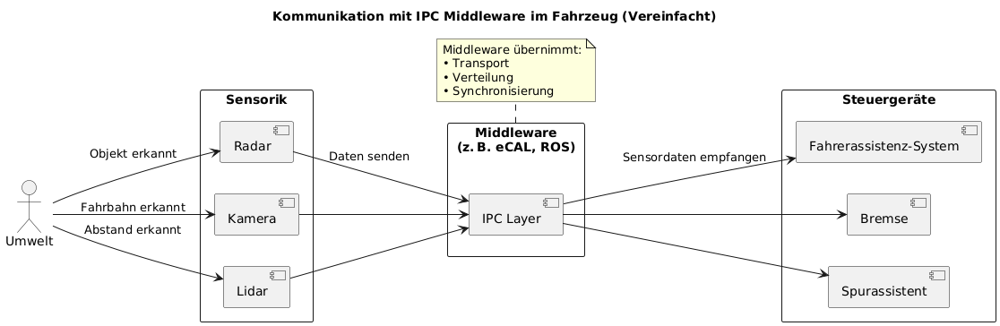 Kommunikation mit IPC Middleware im Fahrzeug (Vereinfacht)
Middleware übernimmt:
• Transport
• Verteilung
• Synchronisierung
Sensorik
Radar
Kamera
Lidar
Middleware
(z. B. eCAL, ROS)
IPC Layer
Steuergeräte
Fahrerassistenz-System
Bremse
Spurassistent
Umwelt
Objekt erkannt
Fahrbahn erkannt
Abstand erkannt
Daten senden
Sensordaten empfangen